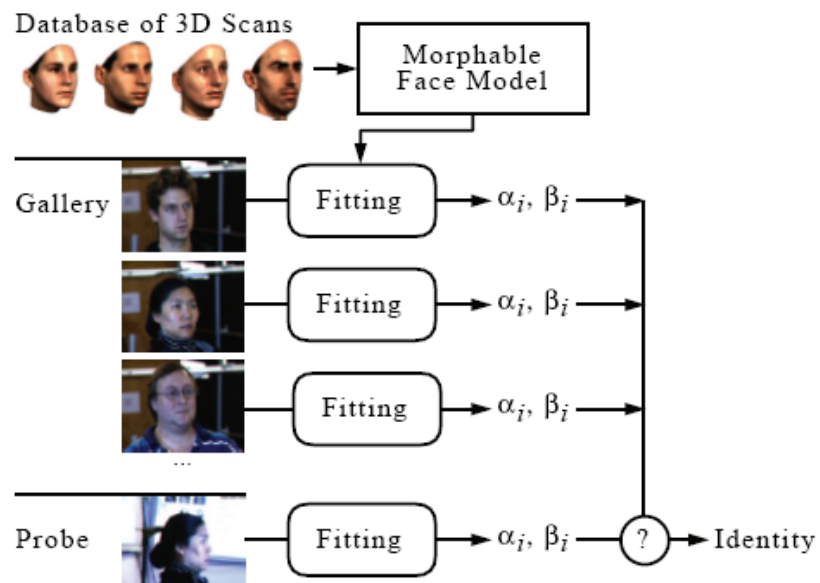 Database of 3D Scans
Morphable
Face Model
Gallery
Fitting
αi, βi
Fitting
αi, βi
Fitting
αi, βi
...
Probe
Fitting
αi, βi
?
Identity